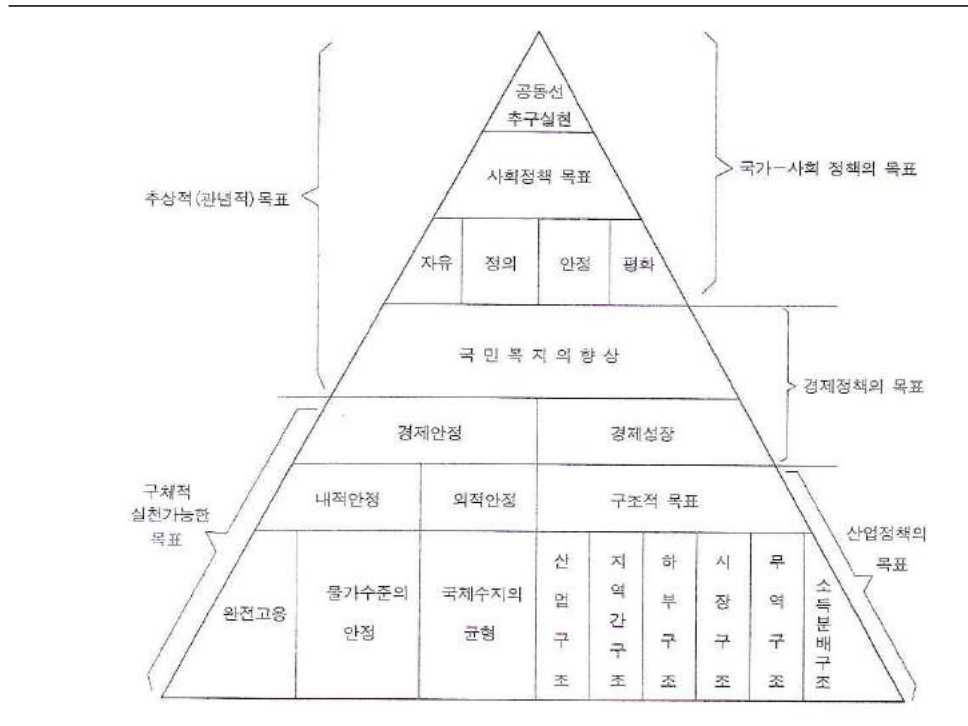 공동선
추구실현
사회정책 목표
국가-사회 정책의 목표
추상적(관념적)목표
자유
정의
안정
평화
국 민 복 지 의 향 상
경제정책의 목표
경제안정
경제성장
구체적
실천가능한
목표
내적안정
외적안정
구조적 목표
산업정책의
목표
완전고용
물가수준의
안정
국제수지의
균형
산업구조
지역간구조
하부구조
시장구조
무역구조
소득분배구조